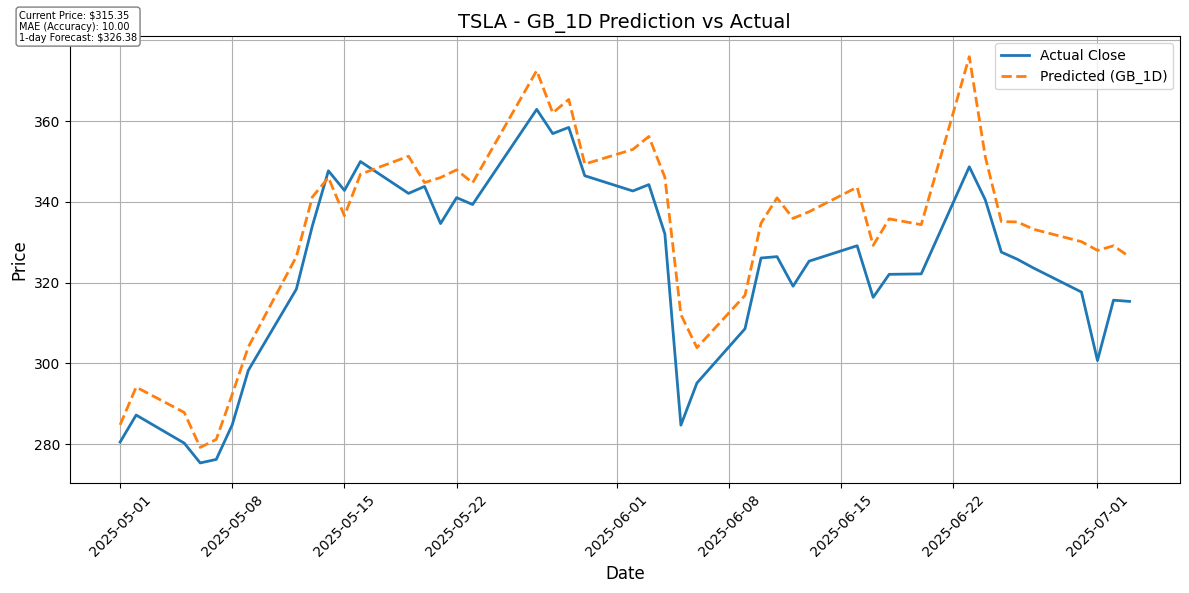 Current Price: $315.35
MAE (Accuracy): 10.00
1-day Forecast: $326.38
TSLA - GB_1D Prediction vs Actual
Actual Close
Predicted (GB_1D)
Price
360
340
320
300
280
2025-05-01
2025-05-08
2025-05-15
2025-05-22
2025-06-01
2025-06-08
2025-06-15
2025-06-22
2025-07-01
Date